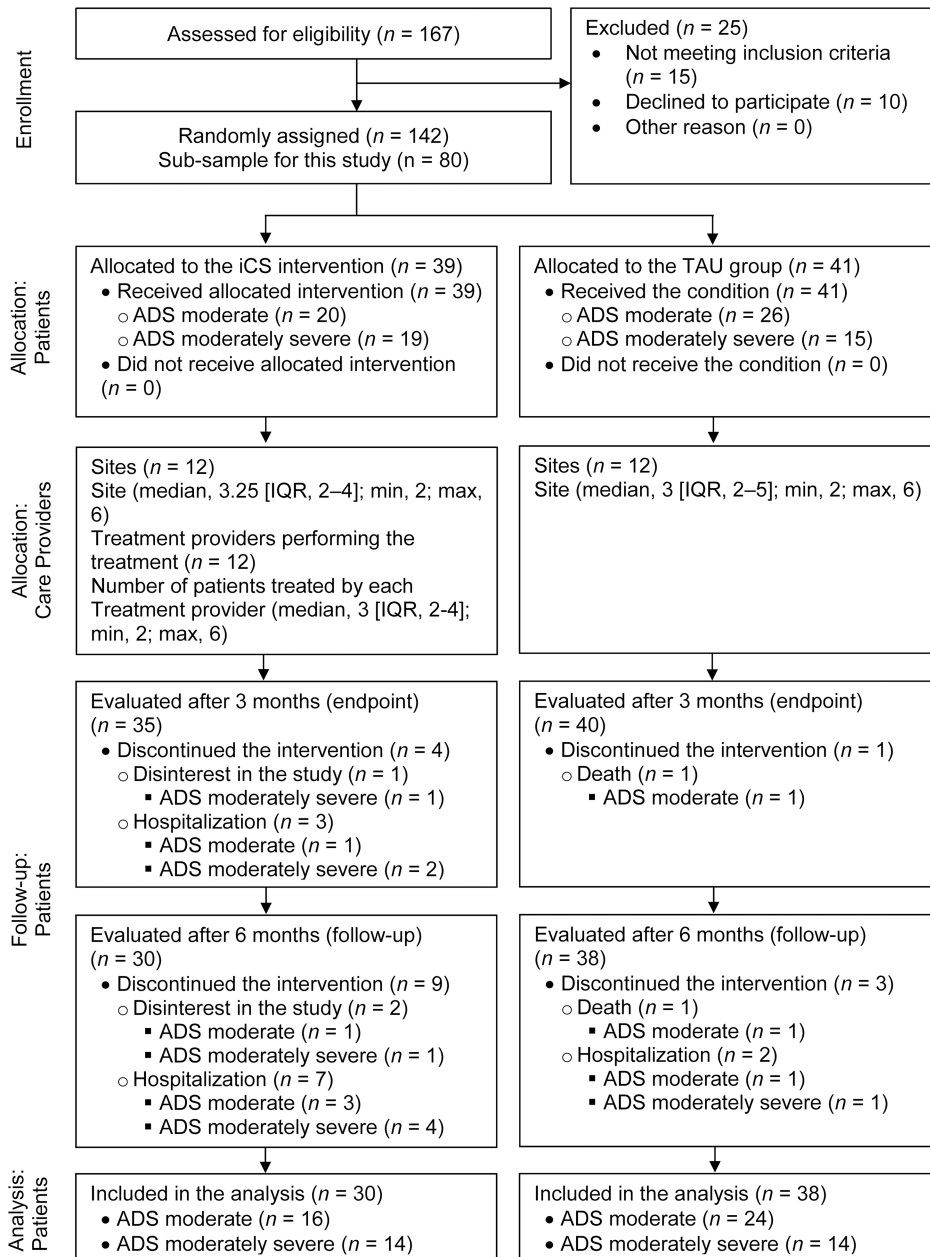 Enrollment
Assessed for eligibility (n = 167)
Excluded (n = 25)
• Not meeting inclusion criteria
(n = 15)
• Declined to participate (n = 10)
• Other reason (n = 0)
Randomly assigned (n = 142)
Sub-sample for this study (n = 80)
Allocation:
Patients
Allocated to the iCS intervention (n = 39)
• Received allocated intervention (n = 39)
○ ADS moderate (n = 20)
○ ADS moderately severe (n = 19)
• Did not receive allocated intervention
(n = 0)
Allocated to the TAU group (n = 41)
• Received the condition (n = 41)
○ ADS moderate (n = 26)
○ ADS moderately severe (n = 15)
• Did not receive the condition (n = 0)
Allocation:
Care Providers
Sites (n = 12)
Site (median, 3.25 [IQR, 2–4]; min, 2; max,
6)
Treatment providers performing the
treatment (n = 12)
Number of patients treated by each
Treatment provider (median, 3 [IQR, 2-4];
min, 2; max, 6)
Sites (n = 12)
Site (median, 3 [IQR, 2–5]; min, 2; max, 6)
Follow-up:
Patients
Evaluated after 3 months (endpoint)
(n = 35)
• Discontinued the intervention (n = 4)
○ Disinterest in the study (n = 1)
▪ ADS moderately severe (n = 1)
○ Hospitalization (n = 3)
▪ ADS moderate (n = 1)
▪ ADS moderately severe (n = 2)
Evaluated after 3 months (endpoint)
(n = 40)
• Discontinued the intervention (n = 1)
○ Death (n = 1)
▪ ADS moderate (n = 1)
Evaluated after 6 months (follow-up)
(n = 30)
• Discontinued the intervention (n = 9)
○ Disinterest in the study (n = 2)
▪ ADS moderate (n = 1)
▪ ADS moderately severe (n = 1)
○ Hospitalization (n = 7)
▪ ADS moderate (n = 3)
▪ ADS moderately severe (n = 4)
Evaluated after 6 months (follow-up)
(n = 38)
• Discontinued the intervention (n = 3)
○ Death (n = 1)
▪ ADS moderate (n = 1)
○ Hospitalization (n = 2)
▪ ADS moderate (n = 1)
▪ ADS moderately severe (n = 1)
Analysis:
Patients
Included in the analysis (n = 30)
• ADS moderate (n = 16)
• ADS moderately severe (n = 14)
Included in the analysis (n = 38)
• ADS moderate (n = 24)
• ADS moderately severe (n = 14)